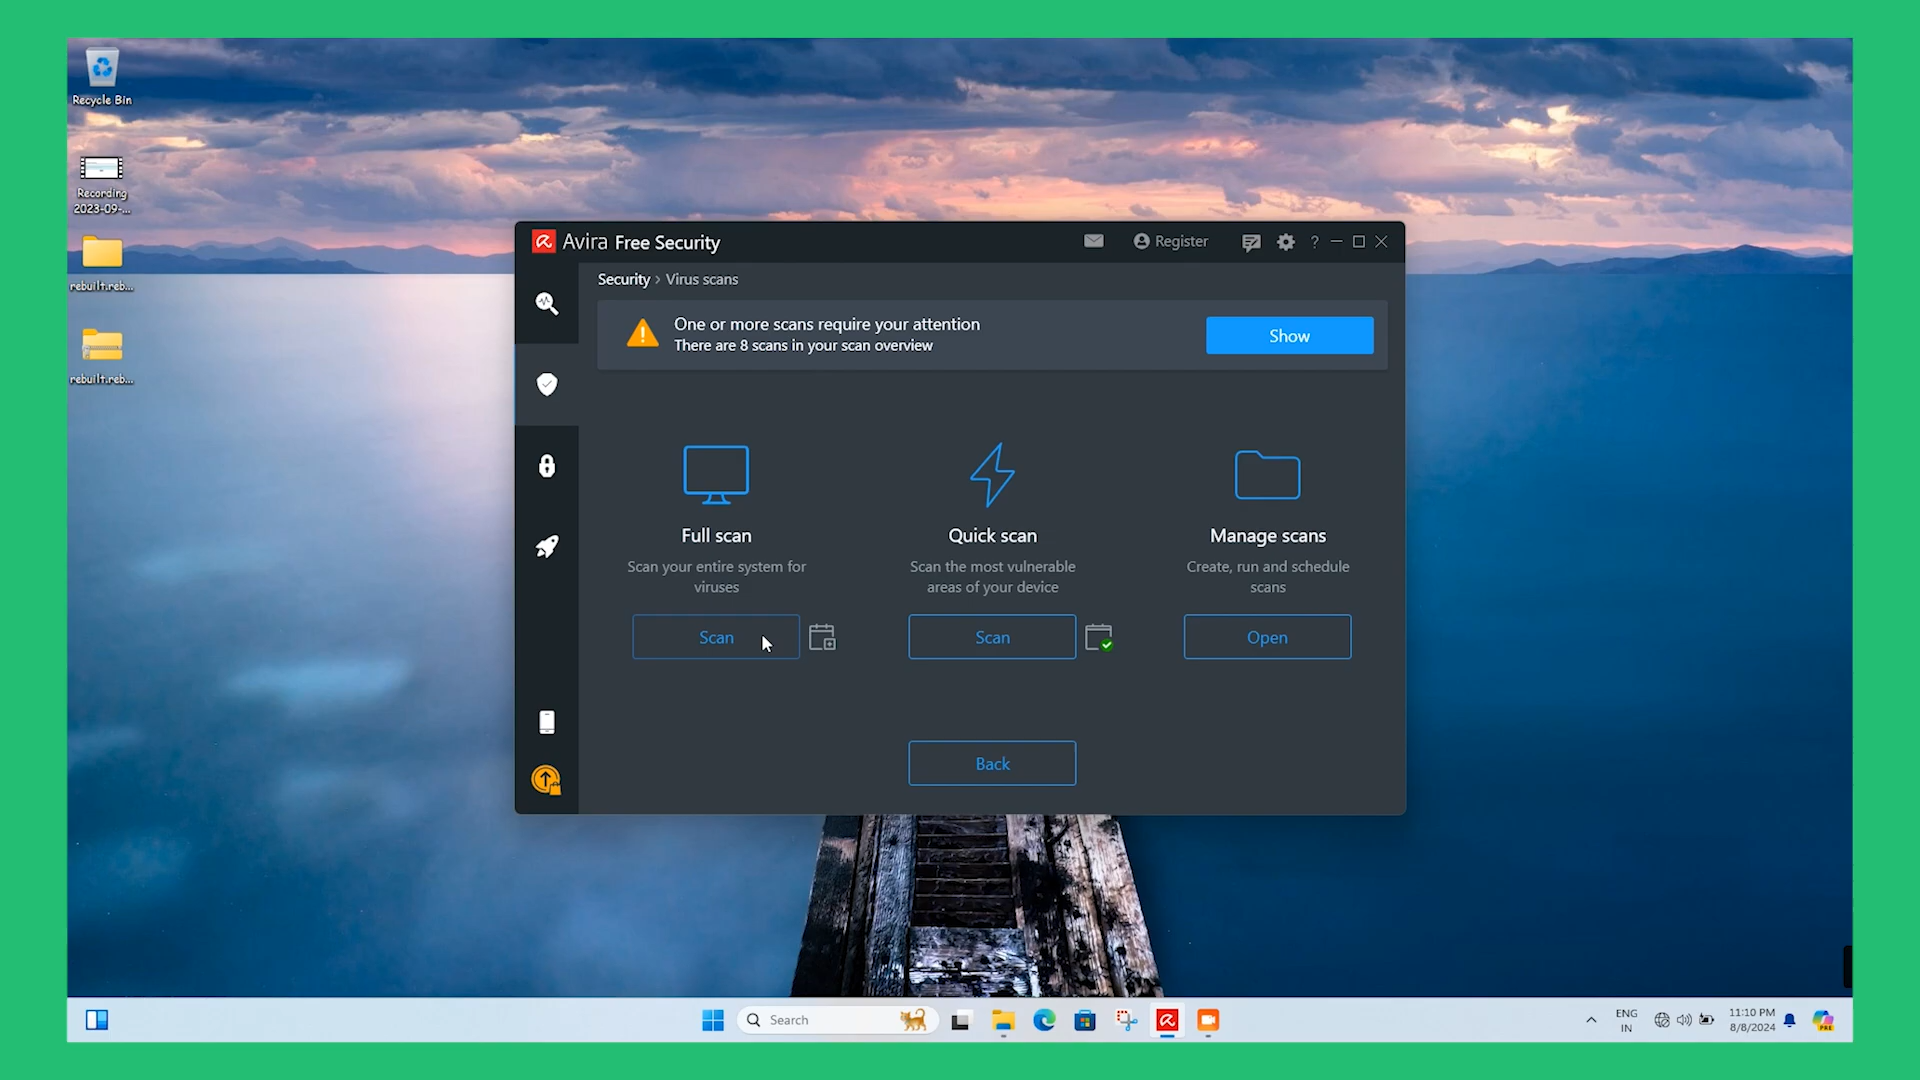 Recycle Bin
Recording
2023-09-...
rebuilt.reb...
rebuilt.reb...
Avira Free Security
Register
?
Security > Virus scans
One or more scans require your attention
There are 8 scans in your scan overview
Show
Full scan
Scan your entire system for
viruses
Scan
Quick scan
Scan the most vulnerable
areas of your device
Scan
Manage scans
Create, run and schedule
scans
Open
Back
Search
ENG
IN
11:10 PM
8/8/2024
PRE